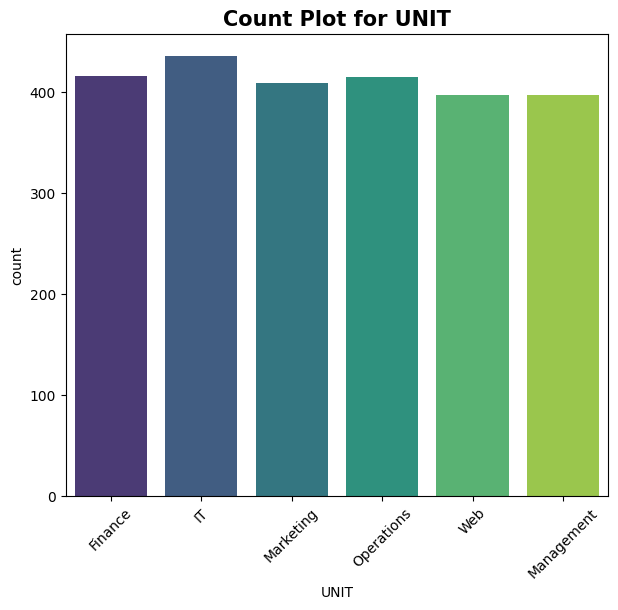 Count Plot for UNIT
count
400
300
200
100
0
Finance
IT
Marketing
Operations
Web
Management
UNIT